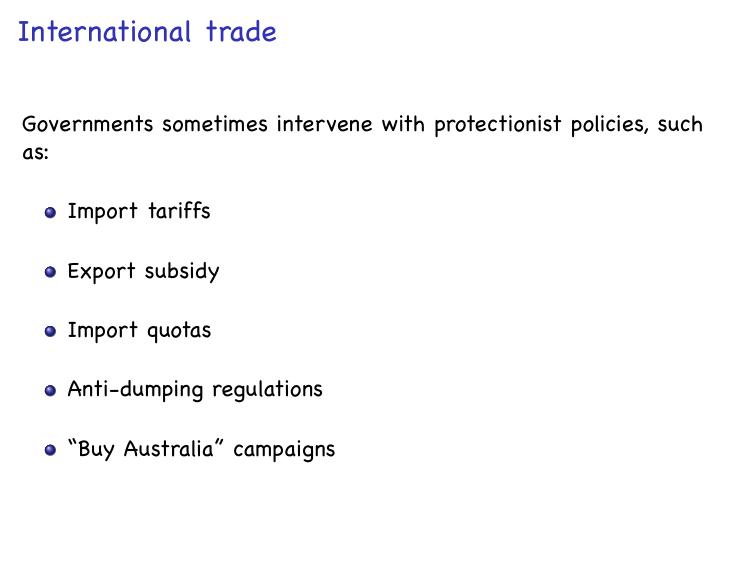 International trade
Governments sometimes intervene with protectionist policies, such
as:
Import tariffs
Export subsidy
Import quotas
Anti-dumping regulations
“Buy Australia” campaigns